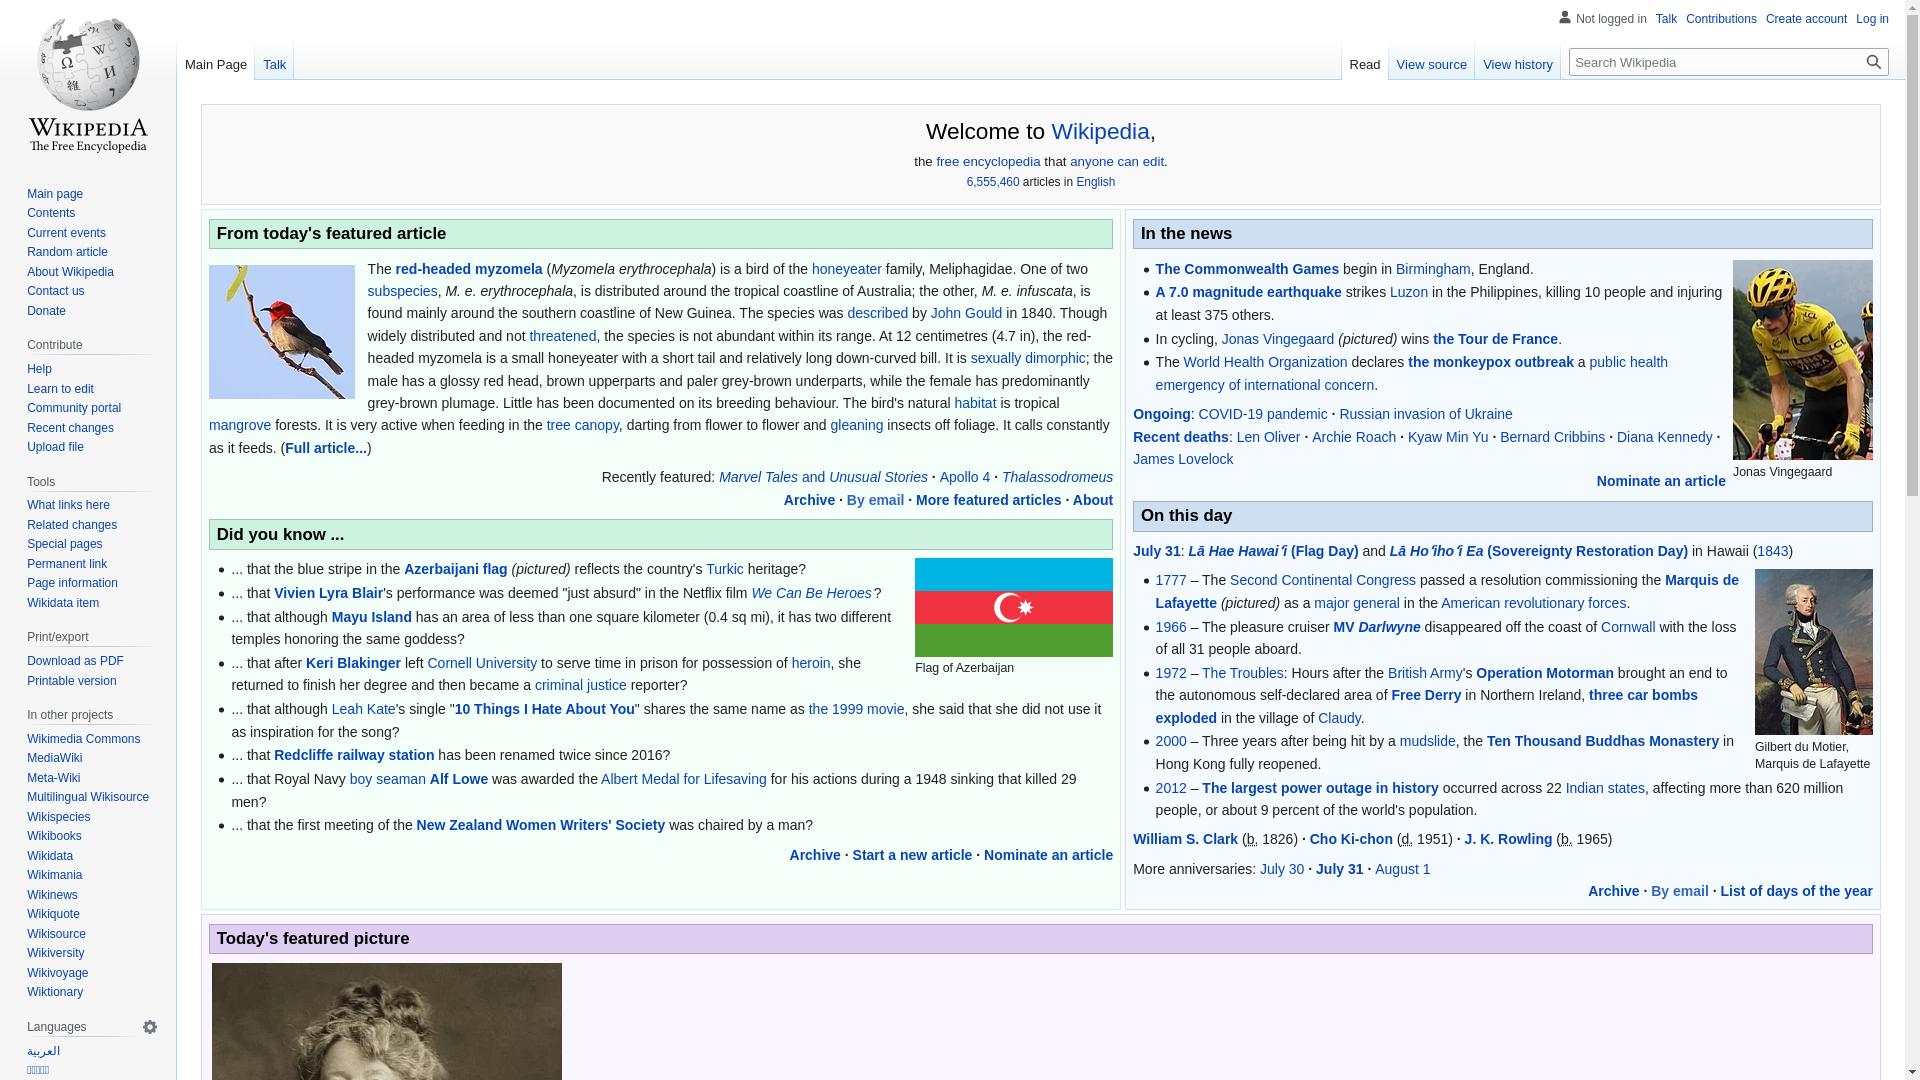 Not logged in Talk Contributions Create account Log in
Main Page Talk
Read View source View history Search Wikipedia
WIKIPEDIA
The Free Encyclopedia
Main page
Contents
Current events
Random article
About Wikipedia
Contact us
Donate
Contribute
Help
Learn to edit
Community portal
Recent changes
Upload file
Tools
What links here
Related changes
Special pages
Permanent link
Page information
Wikidata item
Print/export
Download as PDF
Printable version
In other projects
Wikimedia Commons
MediaWiki
Meta-Wiki
Multilingual Wikisource
Wikispecies
Wikibooks
Wikidata
Wikimania
Wikinews
Wikiquote
Wikisource
Wikiversity
Wikivoyage
Wiktionary
Languages
العربية
Welcome to Wikipedia,
the free encyclopedia that anyone can edit.
6,555,460 articles in English
From today's featured article
The red-headed myzomela (Myzomela erythrocephala) is a bird of the honeyeater family, Meliphagidae. One of two
subspecies, M. e. erythrocephala, is distributed around the tropical coastline of Australia; the other, M. e. infuscata, is
found mainly around the southern coastline of New Guinea. The species was described by John Gould in 1840. Though
widely distributed and not threatened, the species is not abundant within its range. At 12 centimetres (4.7 in), the red-
headed myzomela is a small honeyeater with a short tail and relatively long down-curved bill. It is sexually dimorphic; the
male has a glossy red head, brown upperparts and paler grey-brown underparts, while the female has predominantly
grey-brown plumage. Little has been documented on its breeding behaviour. The bird's natural habitat is tropical
mangrove forests. It is very active when feeding in the tree canopy, darting from flower to flower and gleaning insects off foliage. It calls constantly
as it feeds. (Full article...)
Recently featured: Marvel Tales and Unusual Stories · Apollo 4 · Thalassodromeus
Archive · By email · More featured articles · About
Did you know ...
... that the blue stripe in the Azerbaijani flag (pictured) reflects the country's Turkic heritage?
... that Vivien Lyra Blair's performance was deemed "just absurd" in the Netflix film We Can Be Heroes?
... that although Mayu Island has an area of less than one square kilometer (0.4 sq mi), it has two different
temples honoring the same goddess?
... that after Keri Blakinger left Cornell University to serve time in prison for possession of heroin, she
returned to finish her degree and then became a criminal justice reporter?
... that although Leah Kate's single "10 Things I Hate About You" shares the same name as the 1999 movie, she said that she did not use it
as inspiration for the song?
... that Redcliffe railway station has been renamed twice since 2016?
... that Royal Navy boy seaman Alf Lowe was awarded the Albert Medal for Lifesaving for his actions during a 1948 sinking that killed 29
men?
... that the first meeting of the New Zealand Women Writers' Society was chaired by a man?
Flag of Azerbaijan
Archive · Start a new article · Nominate an article
In the news
The Commonwealth Games begin in Birmingham, England.
A 7.0 magnitude earthquake strikes Luzon in the Philippines, killing 10 people and injuring
at least 375 others.
In cycling, Jonas Vingegaard (pictured) wins the Tour de France.
The World Health Organization declares the monkeypox outbreak a public health
emergency of international concern.
Ongoing: COVID-19 pandemic · Russian invasion of Ukraine
Recent deaths: Len Oliver · Archie Roach · Kyaw Min Yu · Bernard Cribbins · Diana Kennedy ·
James Lovelock
Jonas Vingegaard
Nominate an article
On this day
July 31: Lā Hae Hawaiʻi (Flag Day) and Lā Hoʻihoʻi Ea (Sovereignty Restoration Day) in Hawaii (1843)
1777 – The Second Continental Congress passed a resolution commissioning the Marquis de
Lafayette (pictured) as a major general in the American revolutionary forces.
1966 – The pleasure cruiser MV Darlwyne disappeared off the coast of Cornwall with the loss
of all 31 people aboard.
1972 – The Troubles: Hours after the British Army's Operation Motorman brought an end to
the autonomous self-declared area of Free Derry in Northern Ireland, three car bombs
exploded in the village of Claudy.
2000 – Three years after being hit by a mudslide, the Ten Thousand Buddhas Monastery in
Hong Kong fully reopened.
2012 – The largest power outage in history occurred across 22 Indian states, affecting more than 620 million
people, or about 9 percent of the world's population.
Gilbert du Motier,
Marquis de Lafayette
William S. Clark (b. 1826) · Cho Ki-chon (d. 1951) · J. K. Rowling (b. 1965)
More anniversaries: July 30 · July 31 · August 1
Archive · By email · List of days of the year
Today's featured picture